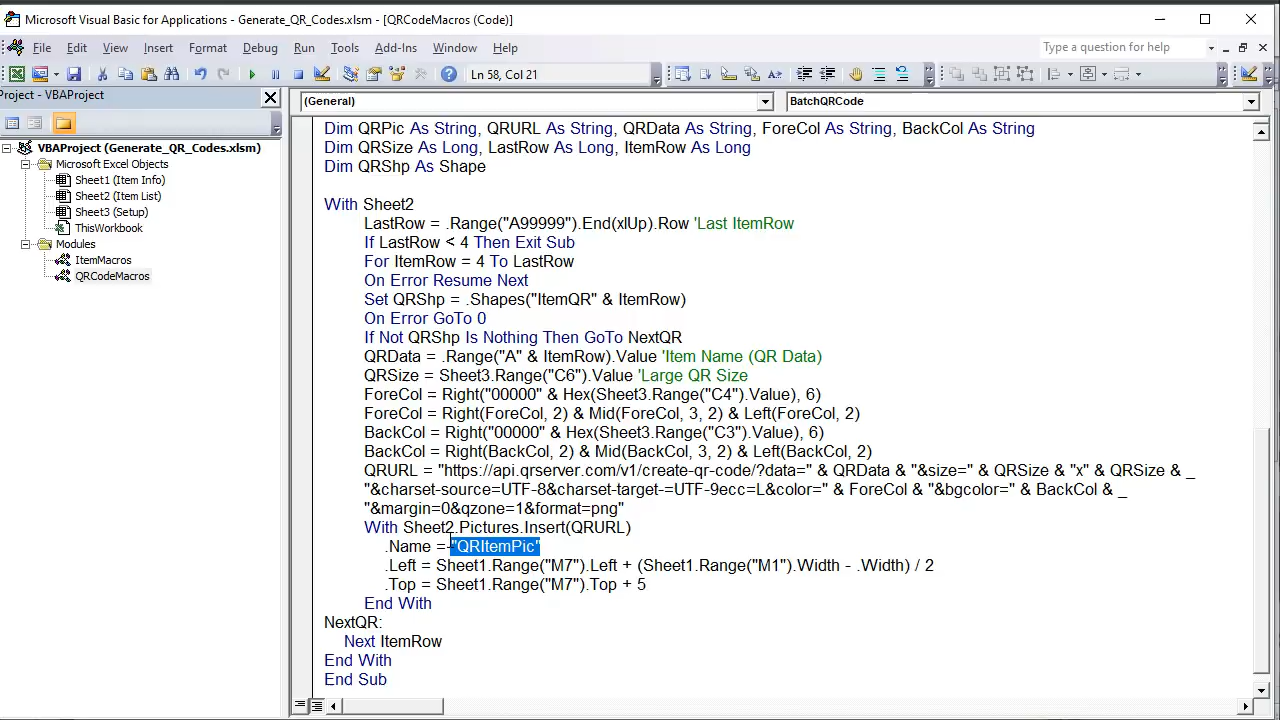 Microsoft Visual Basic for Applications - Generate_QR_Codes.xlsm - [QRCodeMacros (Code)]
File Edit View Insert Format Debug Run Tools Add-Ins Window Help
Type a question for help
Ln 58, Col 21
Project - VBAProject
(General)
BatchQRCode
VBAProject (Generate_QR_Codes.xlsm)
Microsoft Excel Objects
Sheet1 (Item Info)
Sheet2 (Item List)
Sheet3 (Setup)
ThisWorkbook
Modules
ItemMacros
QRCodeMacros
Dim QRPic As String, QRURL As String, QRData As String, ForeCol As String, BackCol As String
Dim QRSize As Long, LastRow As Long, ItemRow As Long
Dim QRShp As Shape
With Sheet2
LastRow = .Range("A99999").End(xlUp).Row 'Last ItemRow
If LastRow < 4 Then Exit Sub
For ItemRow = 4 To LastRow
On Error Resume Next
Set QRShp = .Shapes("ItemQR" & ItemRow)
On Error GoTo 0
If Not QRShp Is Nothing Then GoTo NextQR
QRData = .Range("A" & ItemRow).Value 'Item Name (QR Data)
QRSize = Sheet3.Range("C6").Value 'Large QR Size
ForeCol = Right("00000" & Hex(Sheet3.Range("C4").Value), 6)
ForeCol = Right(ForeCol, 2) & Mid(ForeCol, 3, 2) & Left(ForeCol, 2)
BackCol = Right("00000" & Hex(Sheet3.Range("C3").Value), 6)
BackCol = Right(BackCol, 2) & Mid(BackCol, 3, 2) & Left(BackCol, 2)
QRURL = "https://api.qrserver.com/v1/create-qr-code/?data=" & QRData & "&size=" & QRSize & "x" & QRSize & _
"&charset-source=UTF-8&charset-target-=UTF-9ecc=L&color=" & ForeCol & "&bgcolor=" & BackCol & _
"&margin=0&qzone=1&format=png"
With Sheet2.Pictures.Insert(QRURL)
.Name = "QRItemPic"
.Left = Sheet1.Range("M7").Left + (Sheet1.Range("M1").Width - .Width) / 2
.Top = Sheet1.Range("M7").Top + 5
End With
NextQR:
Next ItemRow
End With
End Sub